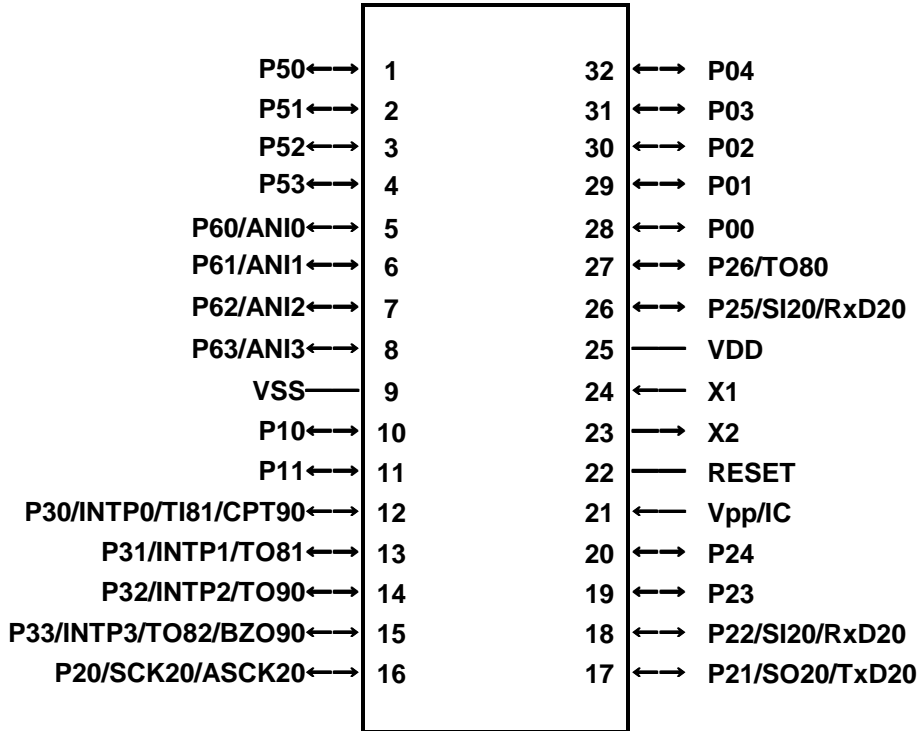 P50 1 32 P04
P51 2 31 P03
P52 3 30 P02
P53 4 29 P01
P60/ANI0 5 28 P00
P61/ANI1 6 27 P26/TO80
P62/ANI2 7 26 P25/SI20/RxD20
P63/ANI3 8 25 VDD
VSS 9 24 X1
P10 10 23 X2
P11 11 22 RESET
P30/INTP0/TI81/CPT90 12 21 Vpp/IC
P31/INTP1/TO81 13 20 P24
P32/INTP2/TO90 14 19 P23
P33/INTP3/TO82/BZO90 15 18 P22/SI20/RxD20
P20/SCK20/ASCK20 16 17 P21/SO20/TxD20